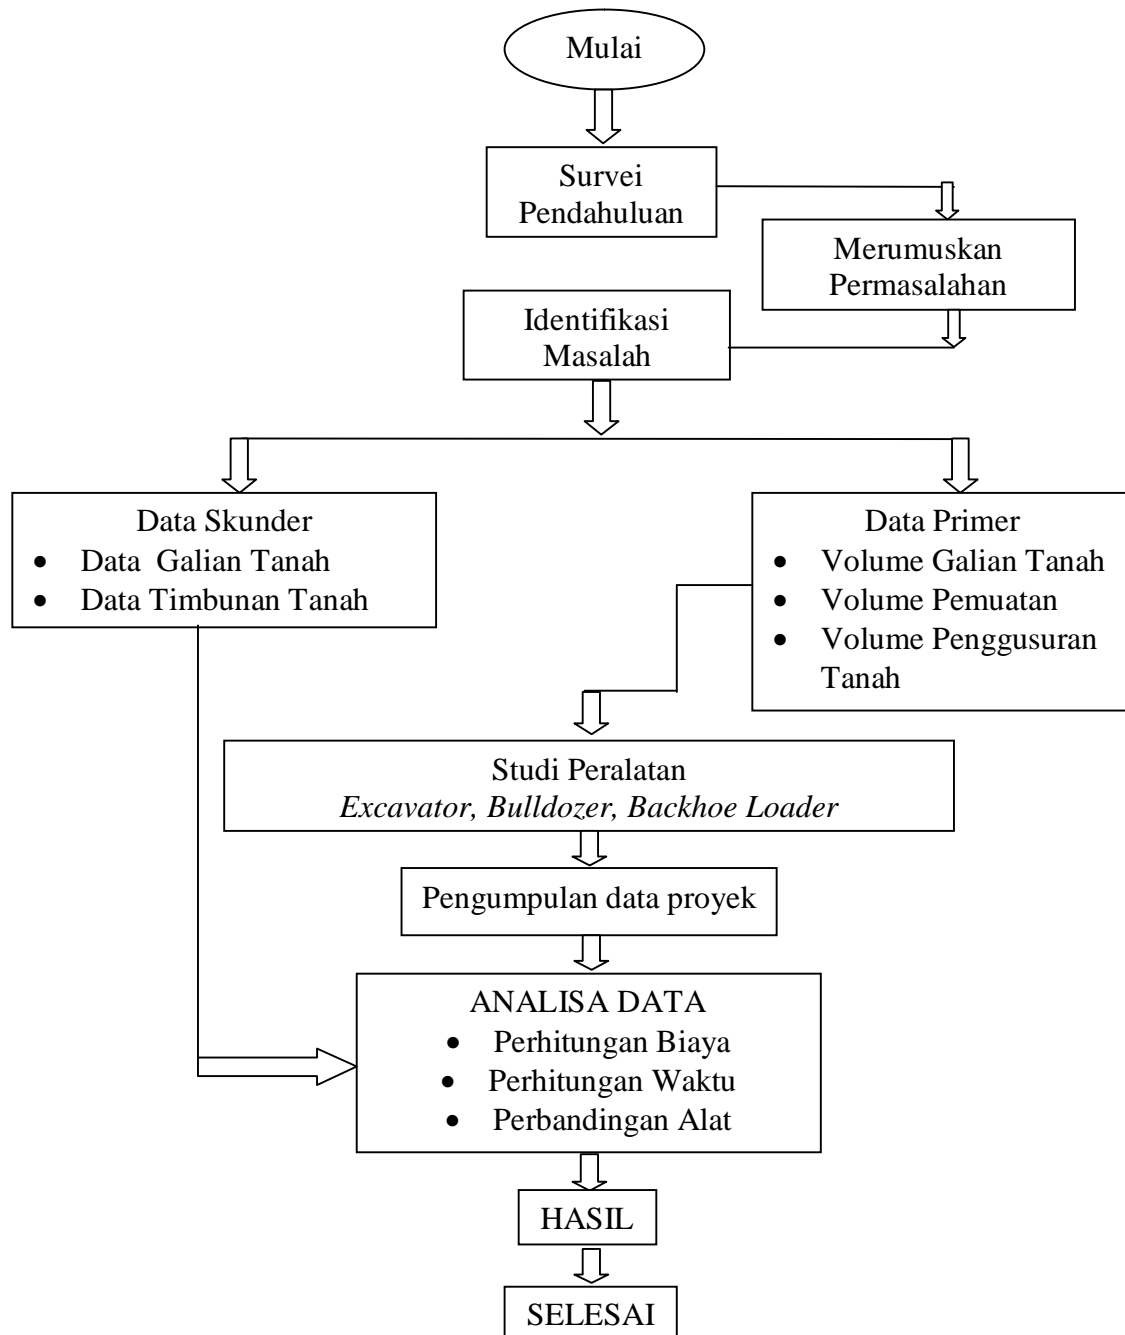 Mulai
Survei
Pendahuluan
Merumuskan
Permasalahan
Identifikasi
Masalah
Data Skunder
• Data Galian Tanah
• Data Timbunan Tanah
Data Primer
• Volume Galian Tanah
• Volume Pemuatan
• Volume Penggusuran
Tanah
Studi Peralatan
Excavator, Bulldozer, Backhoe Loader
Pengumpulan data proyek
ANALISA DATA
• Perhitungan Biaya
• Perhitungan Waktu
• Perbandingan Alat
HASIL
SELESAI